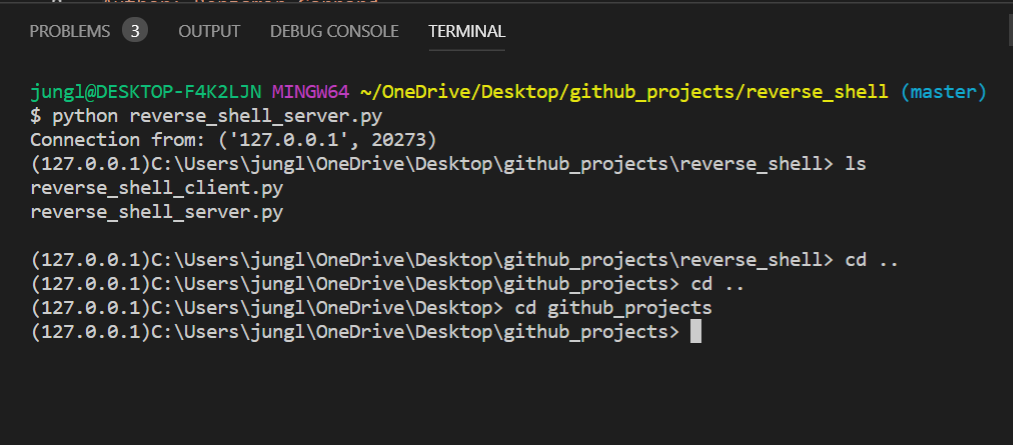 PROBLEMS 3 OUTPUT DEBUG CONSOLE TERMINAL
jungl@DESKTOP-F4K2LJN MINGW64 ~/OneDrive/Desktop/github_projects/reverse_shell (master)
$ python reverse_shell_server.py
Connection from: ('127.0.0.1', 20273)
(127.0.0.1)C:\Users\jungl\OneDrive\Desktop\github_projects\reverse_shell> ls
reverse_shell_client.py
reverse_shell_server.py
(127.0.0.1)C:\Users\jungl\OneDrive\Desktop\github_projects\reverse_shell> cd ..
(127.0.0.1)C:\Users\jungl\OneDrive\Desktop\github_projects> cd ..
(127.0.0.1)C:\Users\jungl\OneDrive\Desktop> cd github_projects
(127.0.0.1)C:\Users\jungl\OneDrive\Desktop\github_projects>